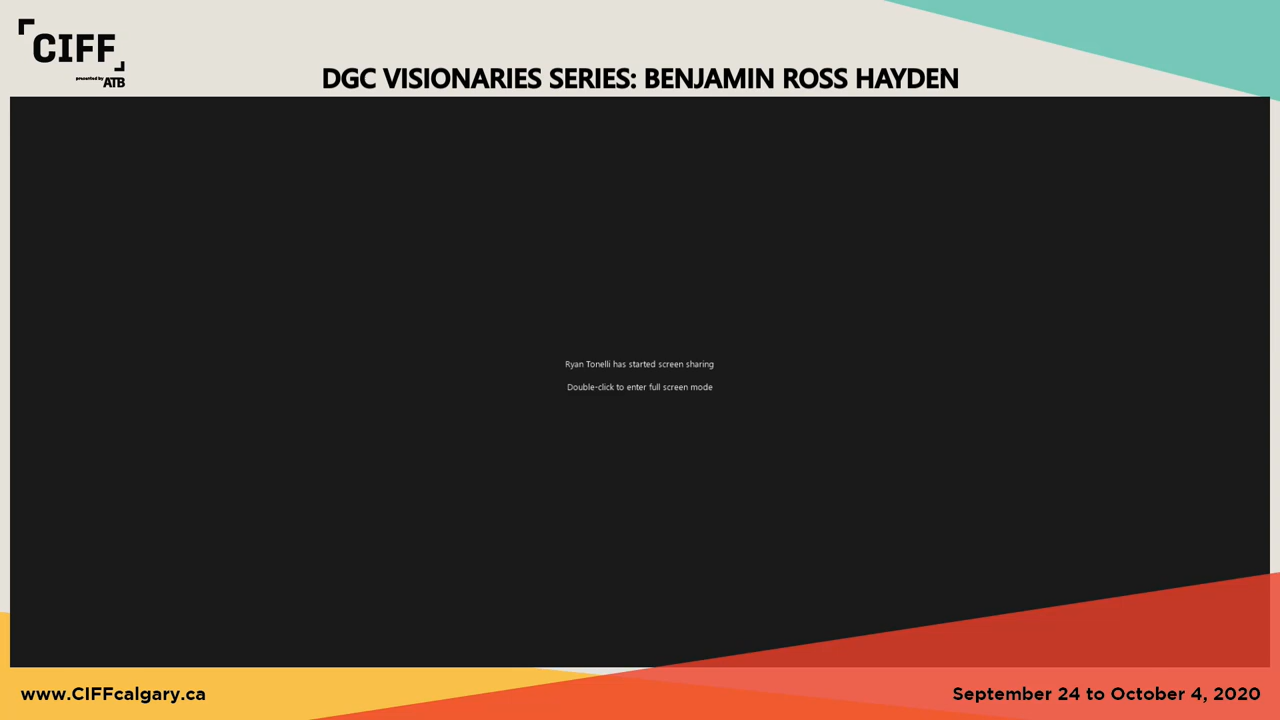 CIFF
presented by ATB
DGC VISIONARIES SERIES: BENJAMIN ROSS HAYDEN
Ryan Tonelli has started screen sharing
Double-click to enter full screen mode
www.CIFFcalgary.ca
September 24 to October 4, 2020